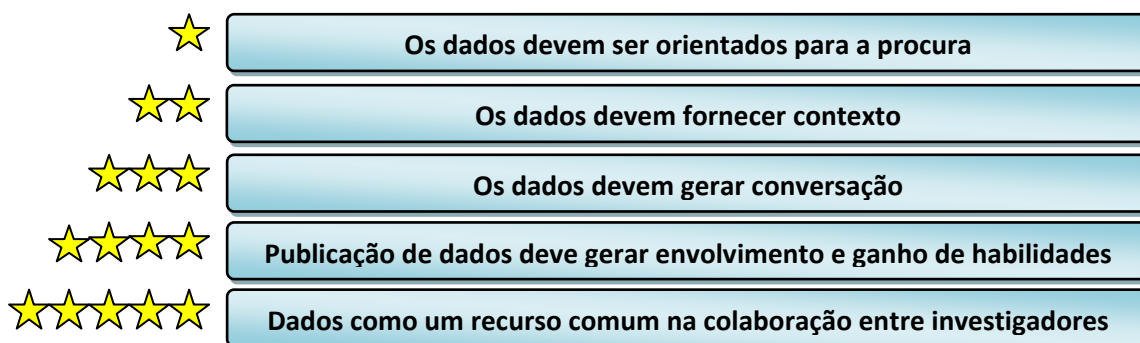 Os dados devem ser orientados para a procura
Os dados devem fornecer contexto
Os dados devem gerar conversação
Publicação de dados deve gerar envolvimento e ganho de habilidades
Dados como um recurso comum na colaboração entre investigadores